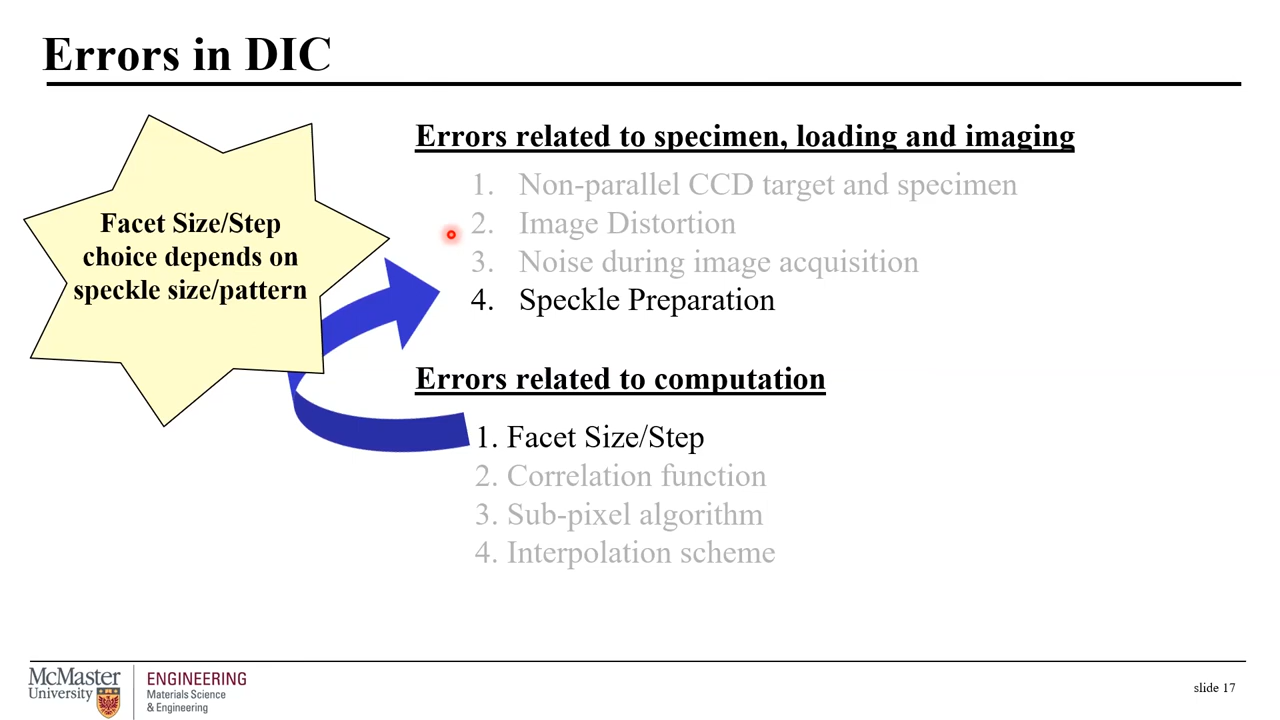 Errors in DIC
Facet Size/Step
choice depends on
speckle size/pattern
Errors related to specimen, loading and imaging
1. Non-parallel CCD target and specimen
2. Image Distortion
3. Noise during image acquisition
4. Speckle Preparation
Errors related to computation
1. Facet Size/Step
2. Correlation function
3. Sub-pixel algorithm
4. Interpolation scheme
McMaster
University
ENGINEERING
Materials Science
& Engineering
slide 17